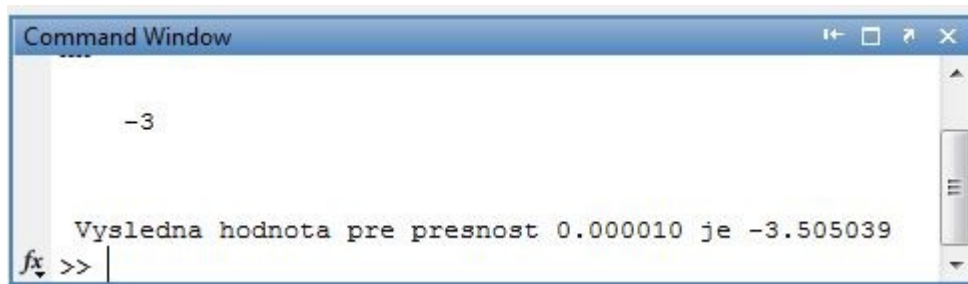 Command Window
-3
Vysledna hodnota pre presnost 0.000010 je -3.505039
fx >>